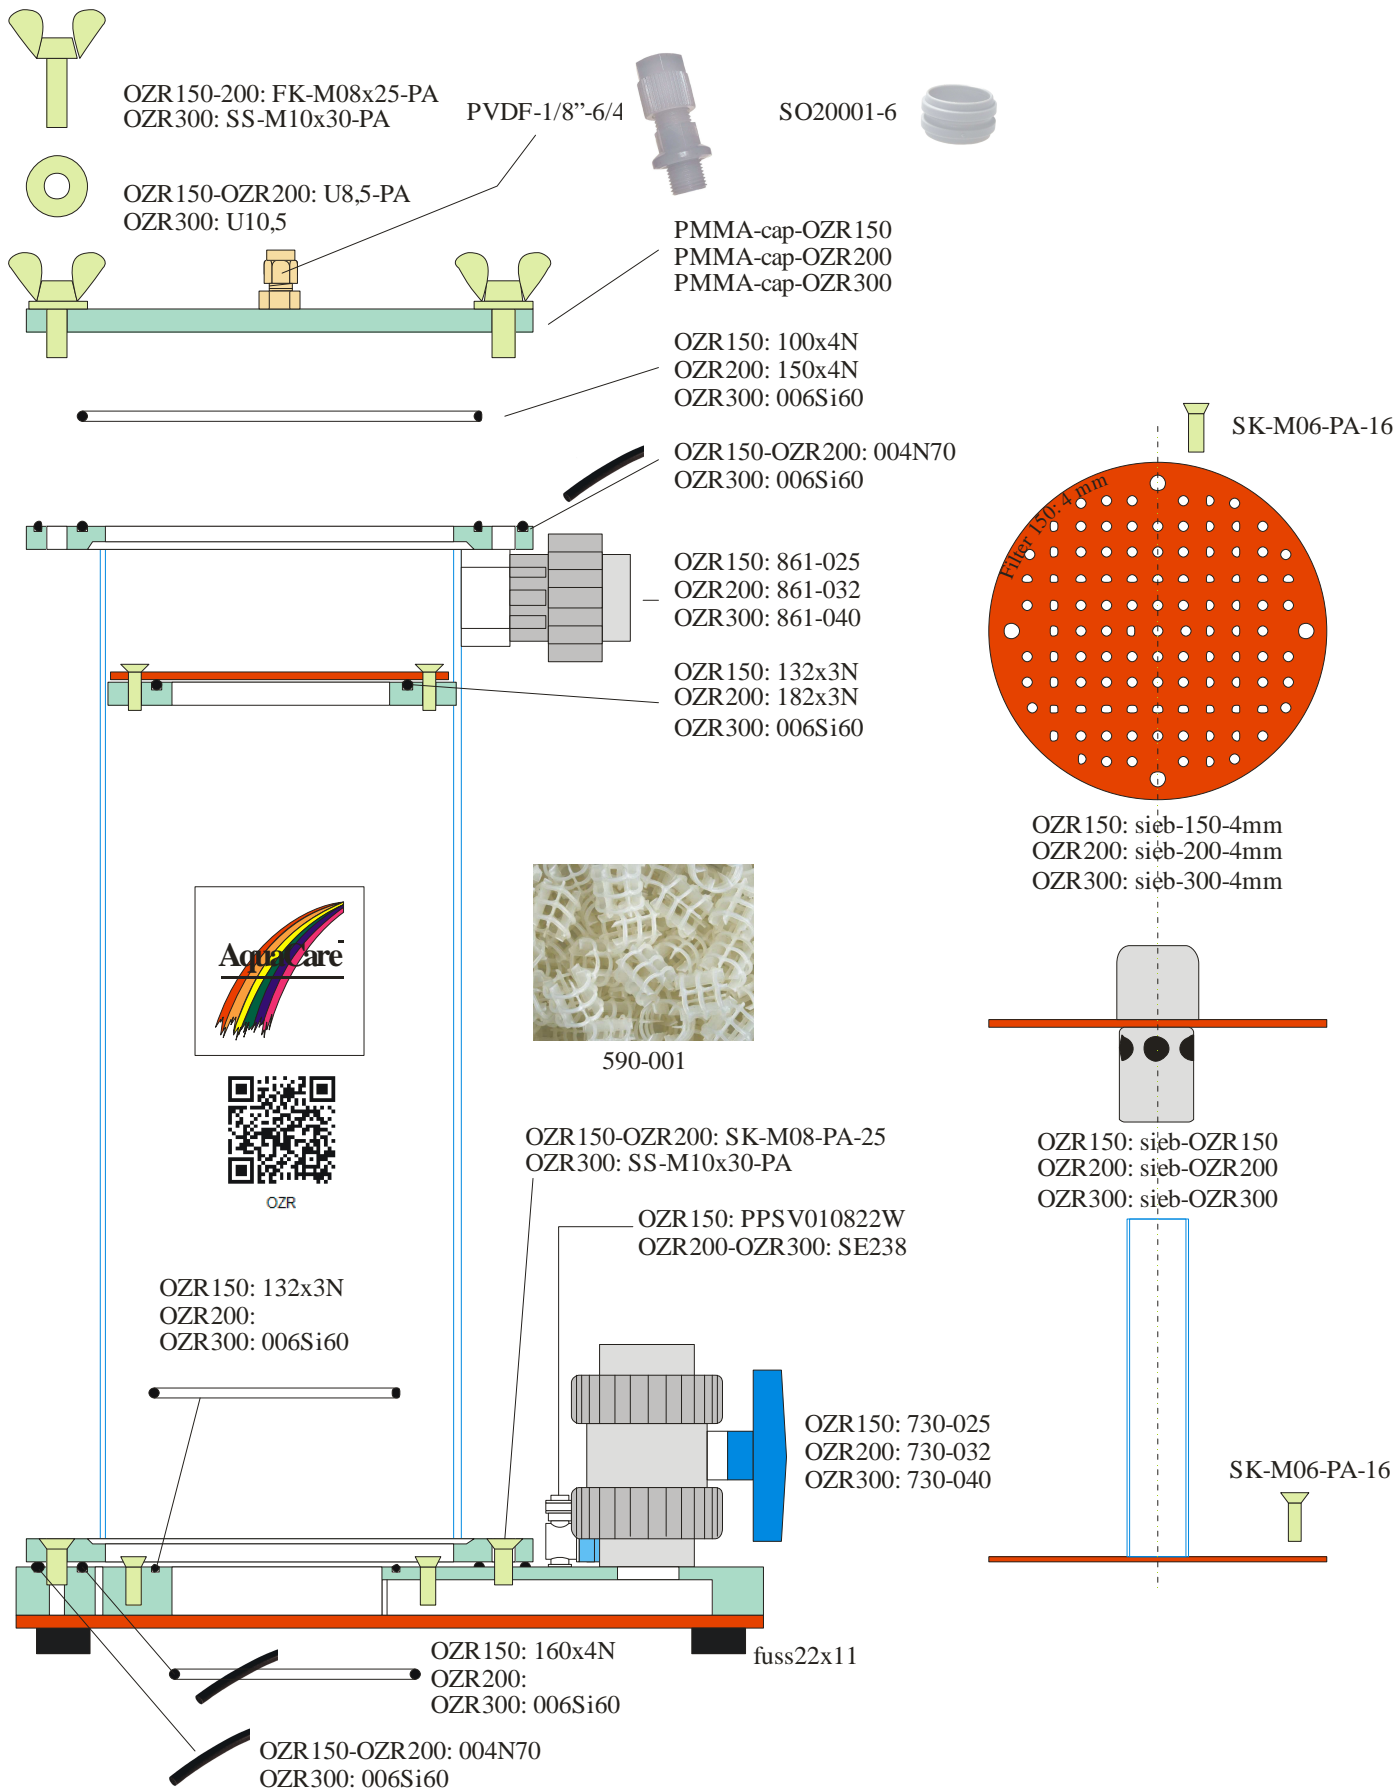 OZR150-200: FK-M08x25-PA
OZR300: SS-M10x30-PA
PVDF-1/8”-6/4
SO20001-6
OZR150-OZR200: U8,5-PA
OZR300: U10,5
PMMA-cap-OZR150
PMMA-cap-OZR200
PMMA-cap-OZR300
OZR150: 100x4N
OZR200: 150x4N
OZR300: 006Si60
SK-M06-PA-16
OZR150-OZR200: 004N70
OZR300: 006Si60
Filter 150: 4 mm
OZR150: 861-025
OZR200: 861-032
OZR300: 861-040
OZR150: 132x3N
OZR200: 182x3N
OZR300: 006Si60
OZR150: sieb-150-4mm
OZR200: sieb-200-4mm
OZR300: sieb-300-4mm
AquaCare
590-001
OZR
OZR150-OZR200: SK-M08-PA-25
OZR300: SS-M10x30-PA
OZR150: sieb-OZR150
OZR200: sieb-OZR200
OZR300: sieb-OZR300
OZR150: PPSV010822W
OZR200-OZR300: SE238
OZR150: 132x3N
OZR200:
OZR300: 006Si60
OZR150: 730-025
OZR200: 730-032
OZR300: 730-040
SK-M06-PA-16
OZR150: 160x4N
OZR200:
OZR300: 006Si60
fuss22x11
OZR150-OZR200: 004N70
OZR300: 006Si60